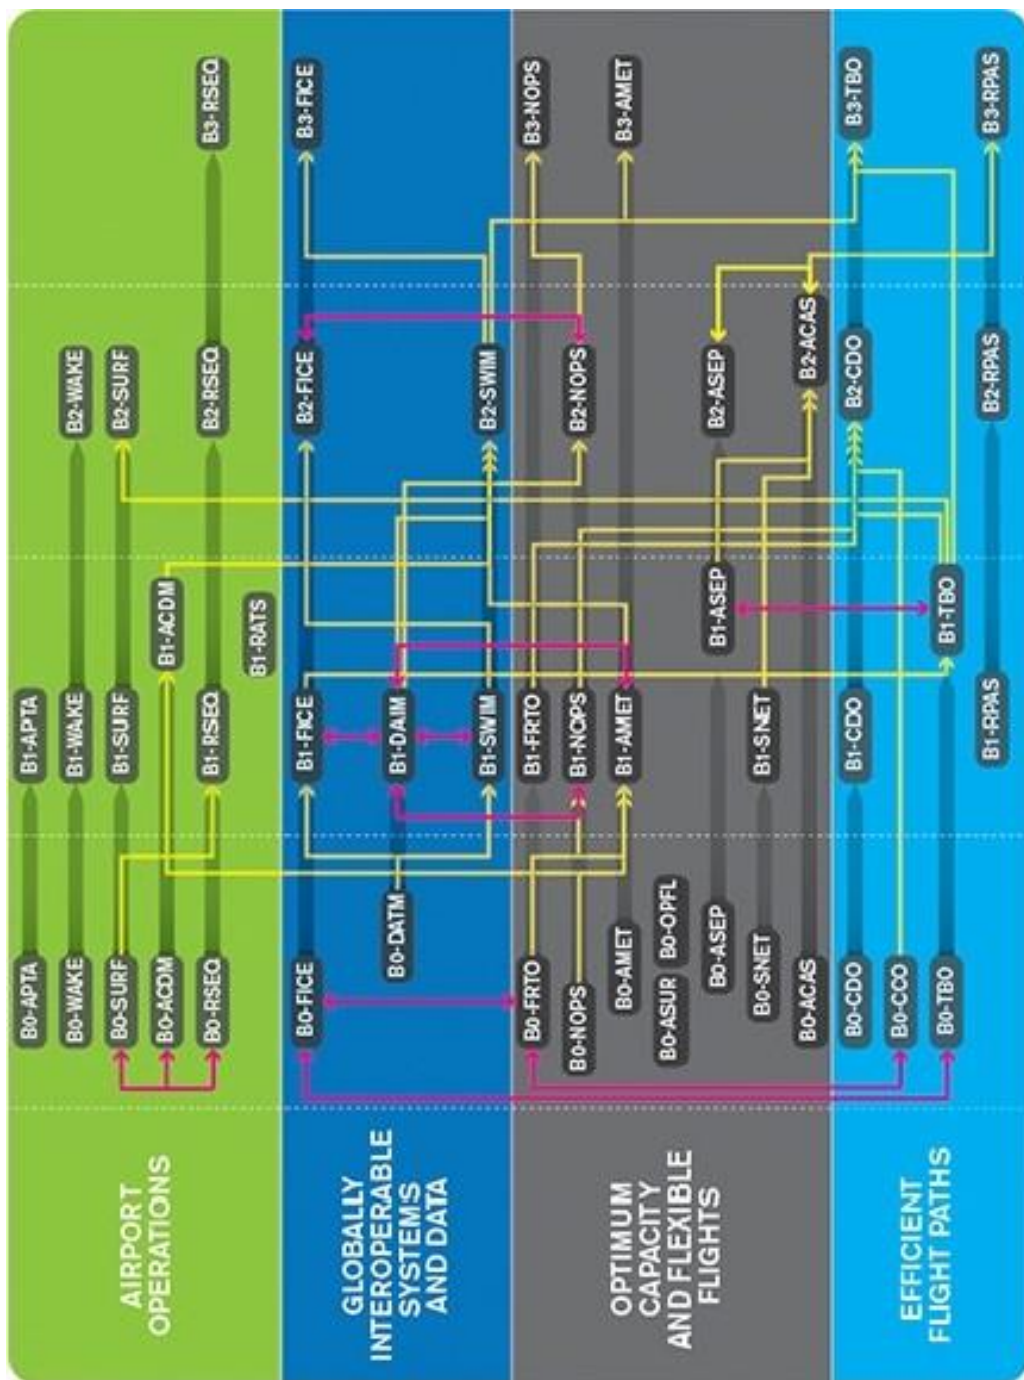 AIRPORT
OPERATIONS
B0-APTA
B1-APTA
B0-WAKE
B1-WAKE
B2-WAKE
B0-SURF
B1-SURF
B2-SURF
B0-ACDM
B1-ACDM
B0-RSEQ
B1-RSEQ
B2-RSEQ
B3-RSEQ
B1-RATS
GLOBALLY
INTEROPERABLE
SYSTEMS
AND DATA
B0-FICE
B1-FICE
B2-FICE
B3-FICE
B0-DATM
B1-DAIM
B1-SWIM
B2-SWIM
OPTIMUM
CAPACITY
AND FLEXIBLE
FLIGHTS
B0-FRTO
B1-FRTO
B3-NOPS
B0-NOPS
B1-NOPS
B2-NOPS
B0-AMET
B1-AMET
B3-AMET
B0-ASUR
B0-OPFL
B0-ASEP
B1-ASEP
B2-ASEP
B0-SNET
B1-SNET
B0-ACAS
B2-ACAS
EFFICIENT
FLIGHT PATHS
B0-CDO
B1-CDO
B2-CDO
B3-TBO
B0-CCO
B0-TBO
B1-TBO
B1-RPAS
B2-RPAS
B3-RPAS